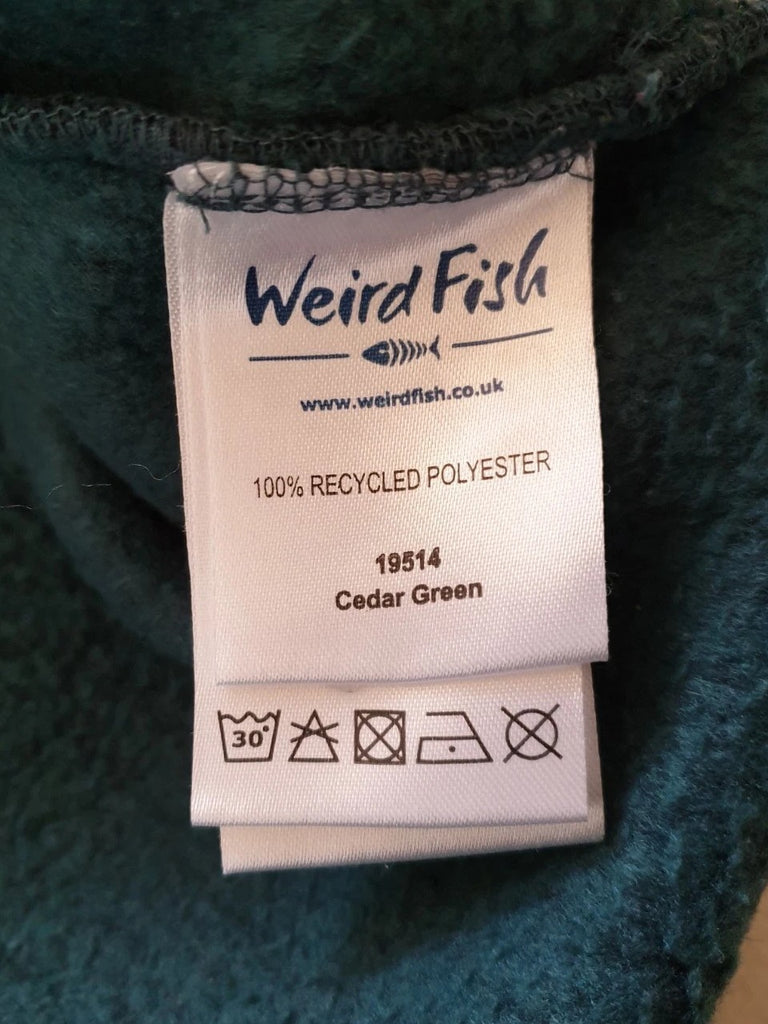 Weird Fish
www.weirdfish.co.uk
100% RECYCLED POLYESTER
19514
Cedar Green
30°